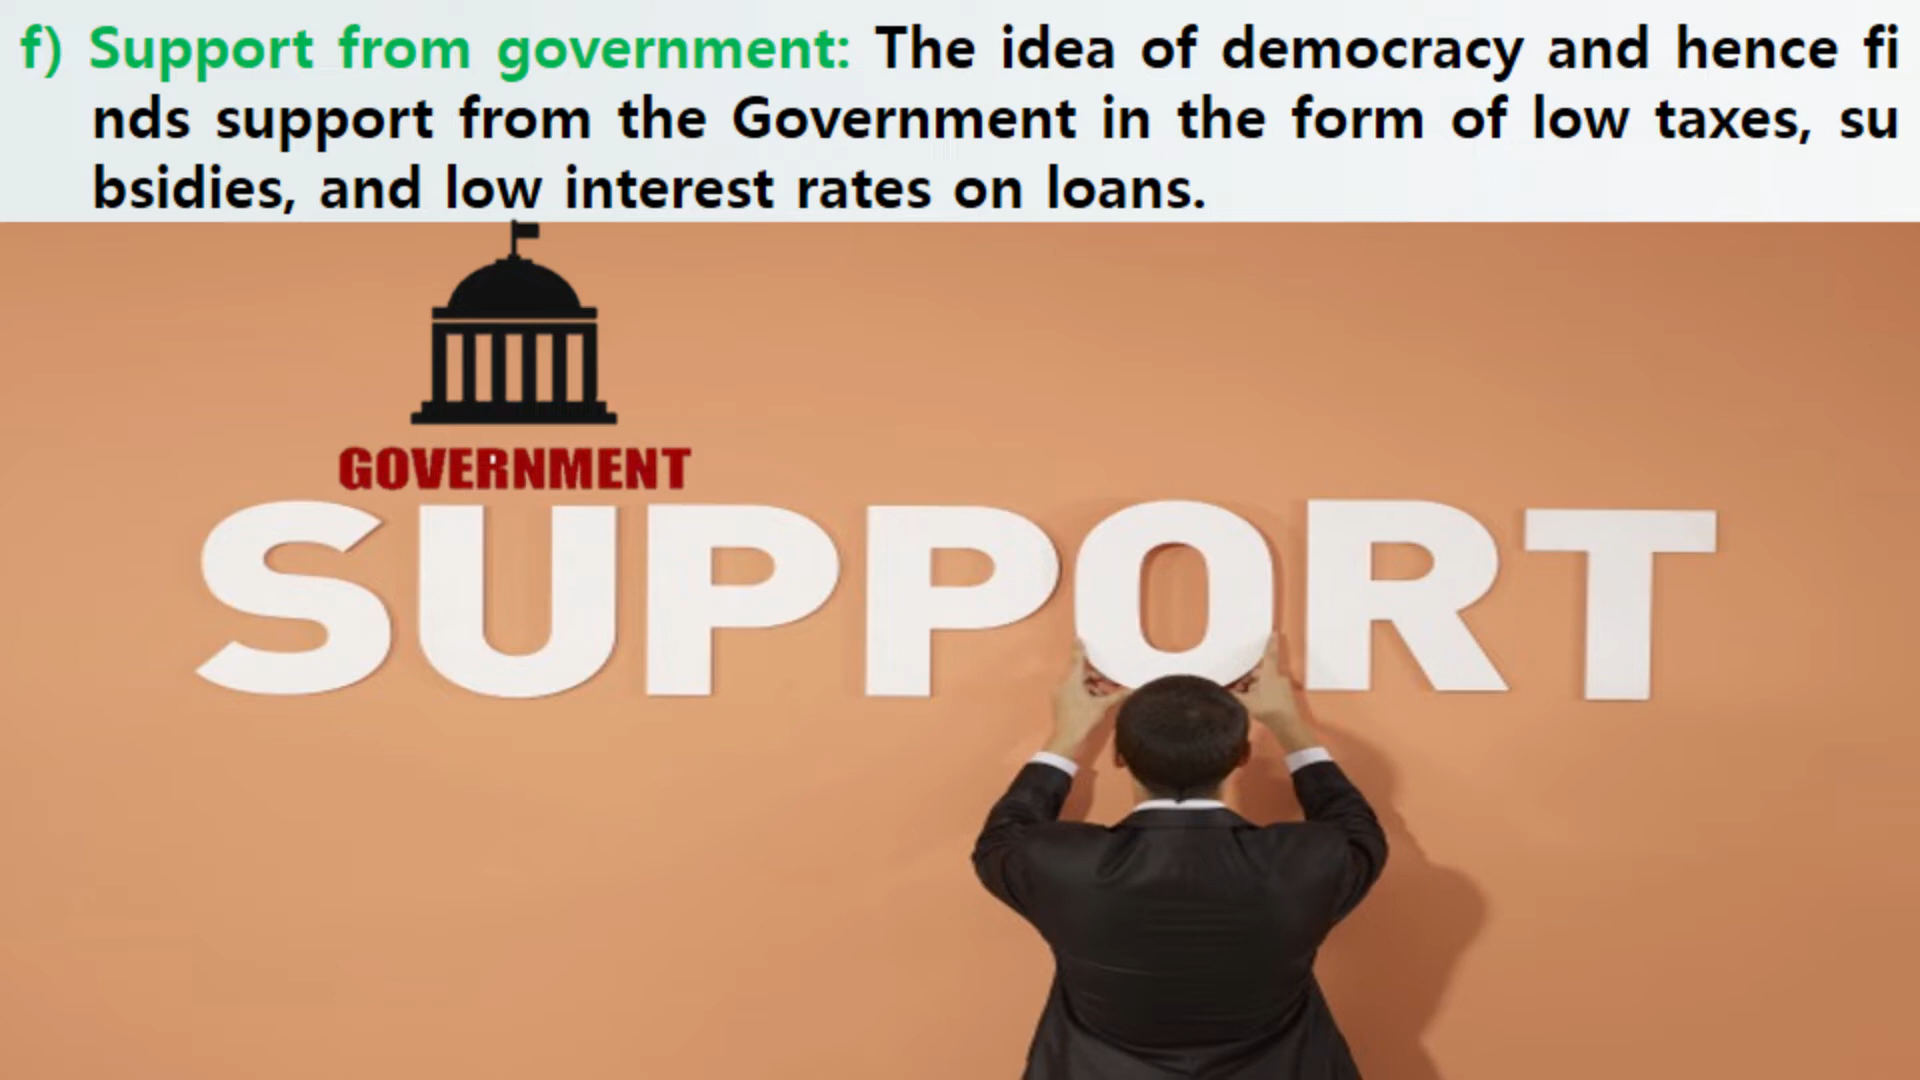 f) Support from government: The idea of democracy and hence fi
nds support from the Government in the form of low taxes, su
bsidies, and low interest rates on loans.
GOVERNMENT
SUPPORT